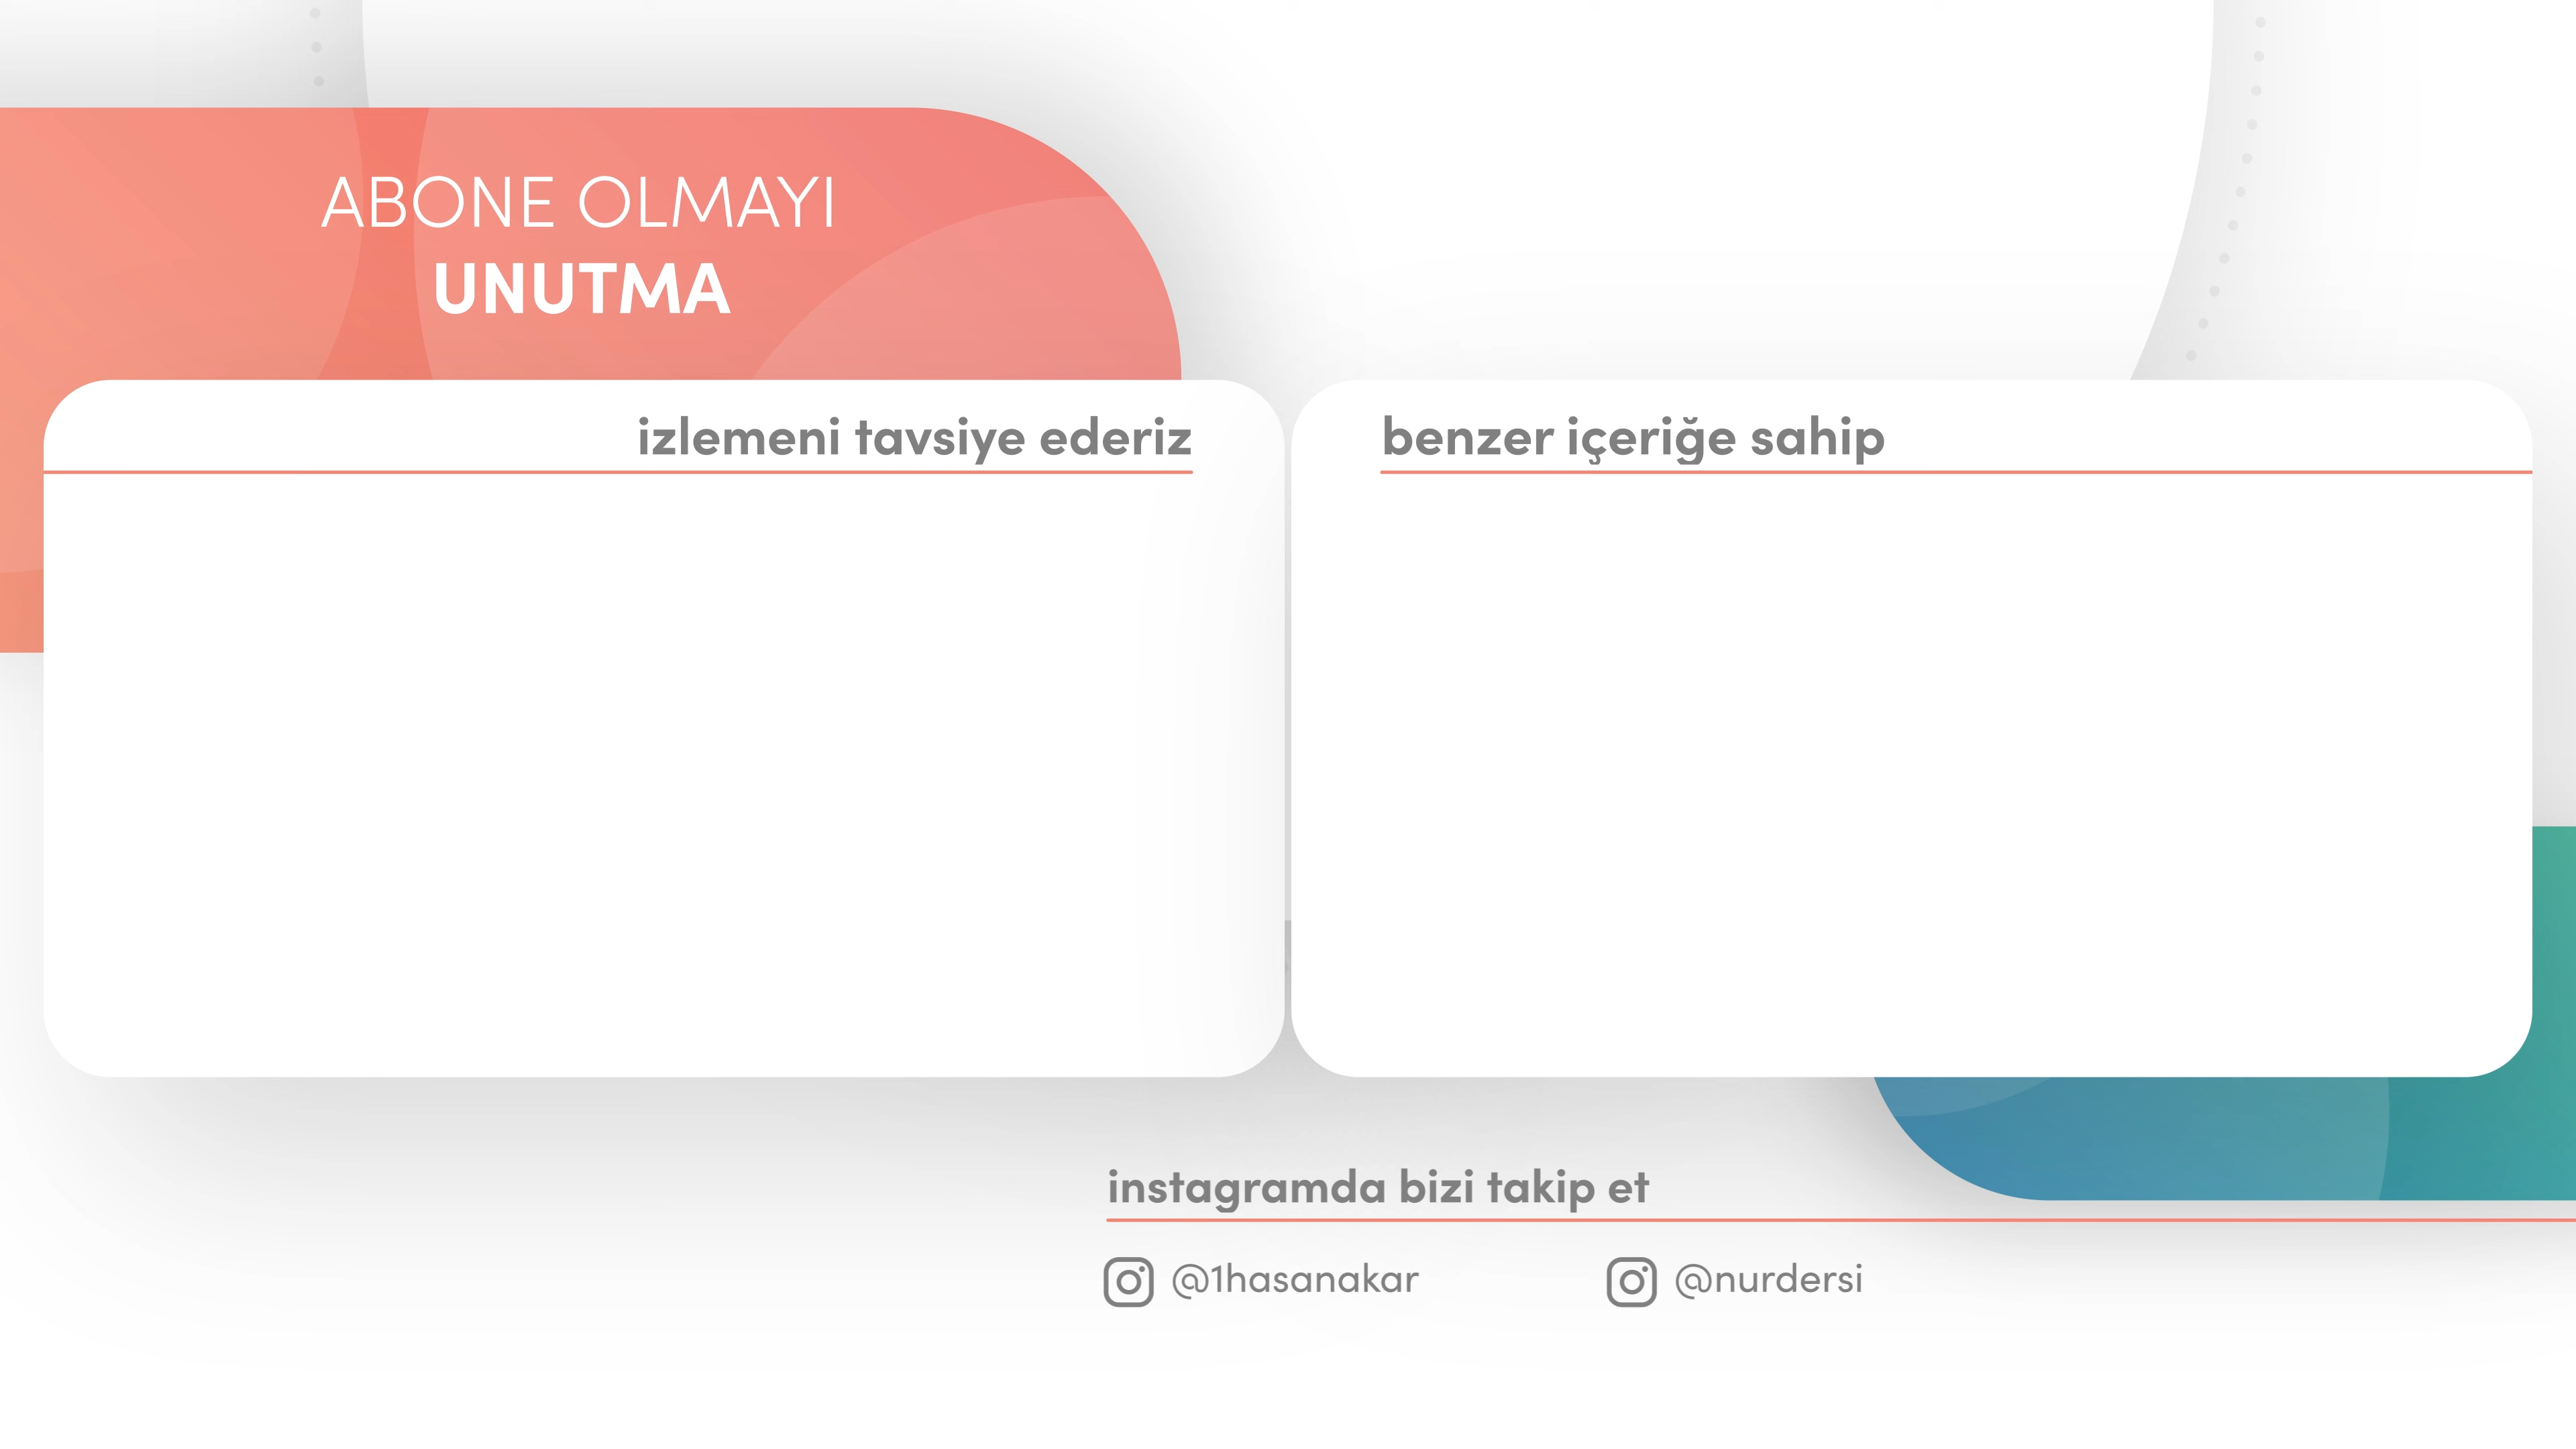 ABONE OLMAYI
UNUTMA
izlemeni tavsiye ederiz
benzer içeriğe sahip
instagramda bizi takip et
@1hasanakar
@nurdersi